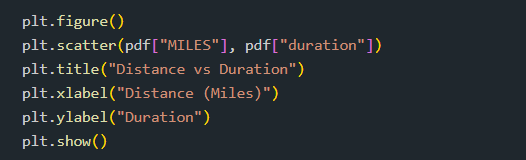 plt.figure()
plt.scatter(pdf["MILES"], pdf["duration"])
plt.title("Distance vs Duration")
plt.xlabel("Distance (Miles)")
plt.ylabel("Duration")
plt.show()